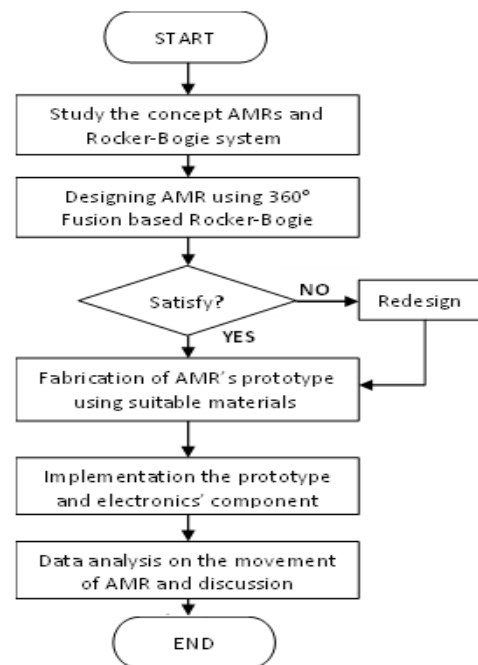 START
Study the concept AMRs and
Rocker-Bogie system
Designing AMR using 360°
Fusion based Rocker-Bogie
Satisfy?
NO
Redesign
YES
Fabrication of AMR's prototype
using suitable materials
Implementation the prototype
and electronics' component
Data analysis on the movement
of AMR and discussion
END